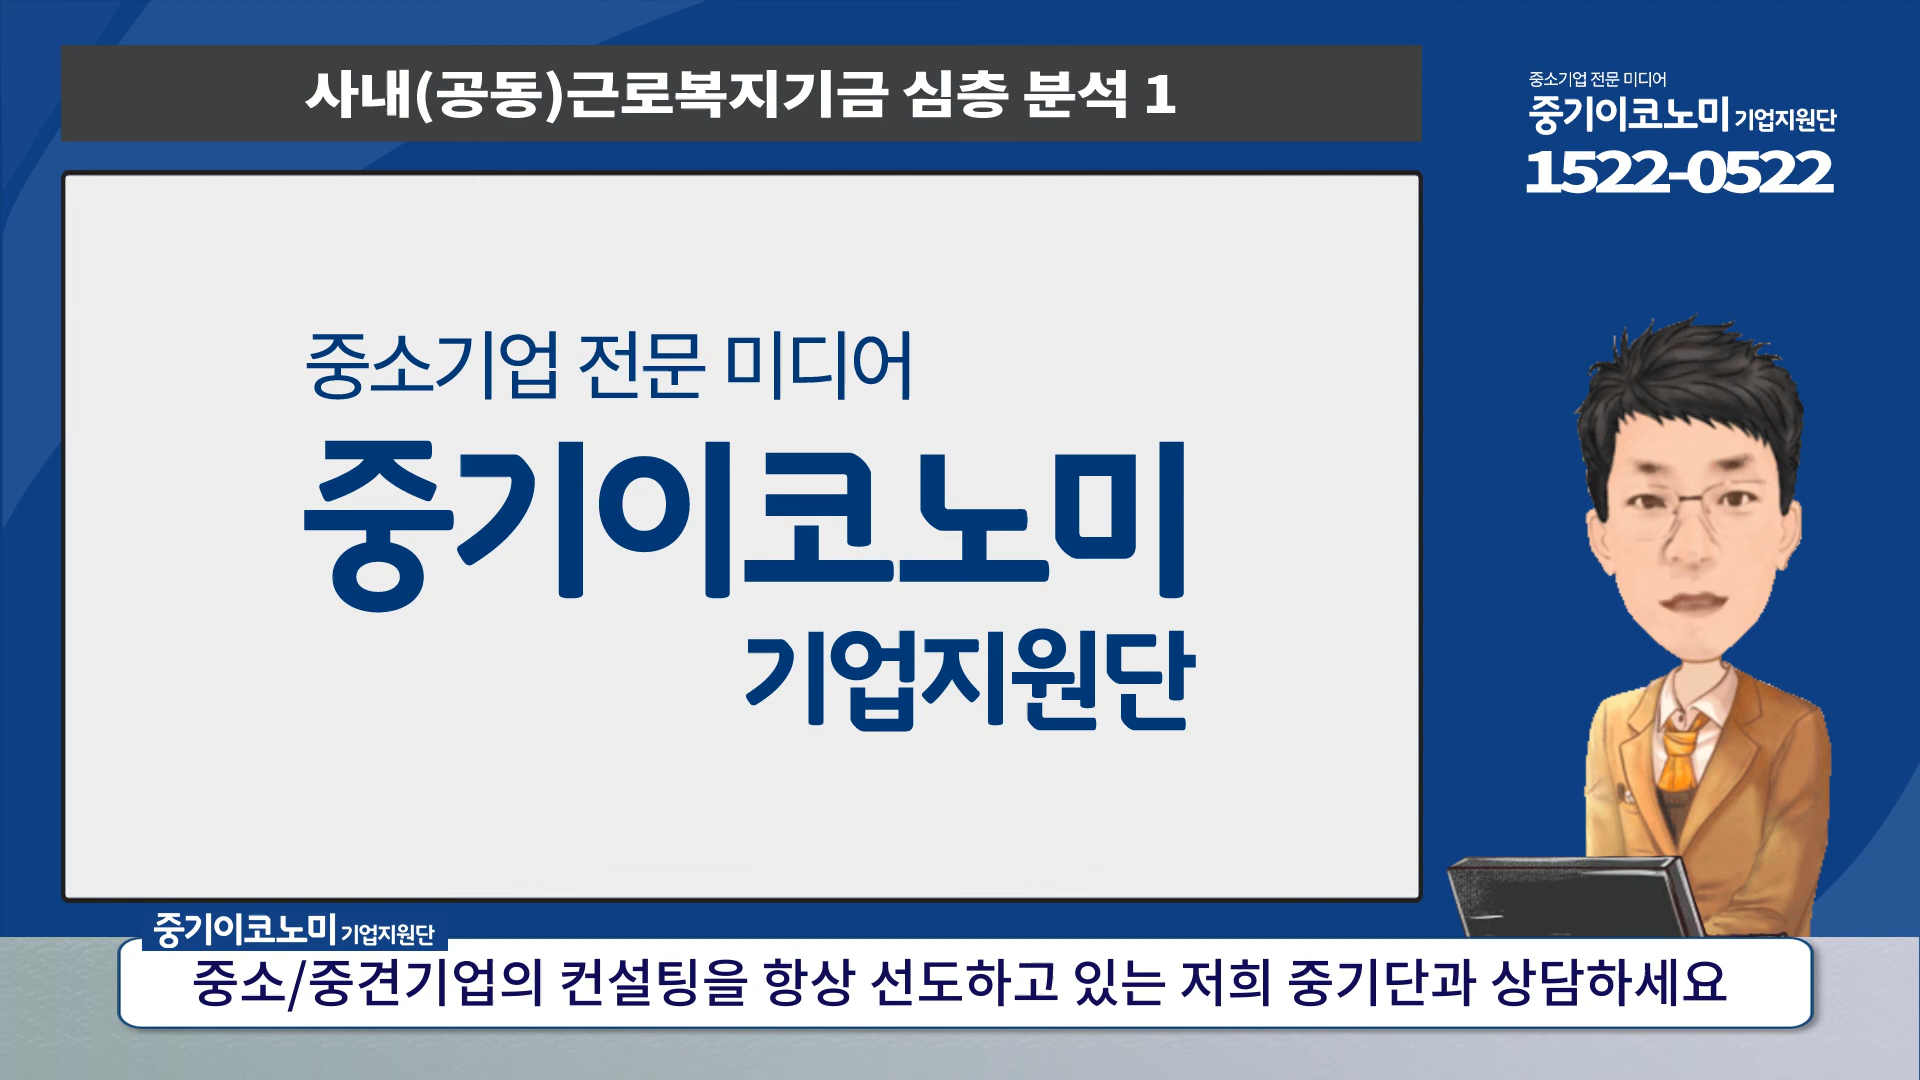 사내(공동)근로복지기금 심층 분석 1
중소기업 전문 미디어
중기이코노미 기업지원단
1522-0522
중소기업 전문 미디어
중기이코노미
기업지원단
중기이코노미 기업지원단
중소/중견기업의 컨설팅을 항상 선도하고 있는 저희 중기단과 상담하세요